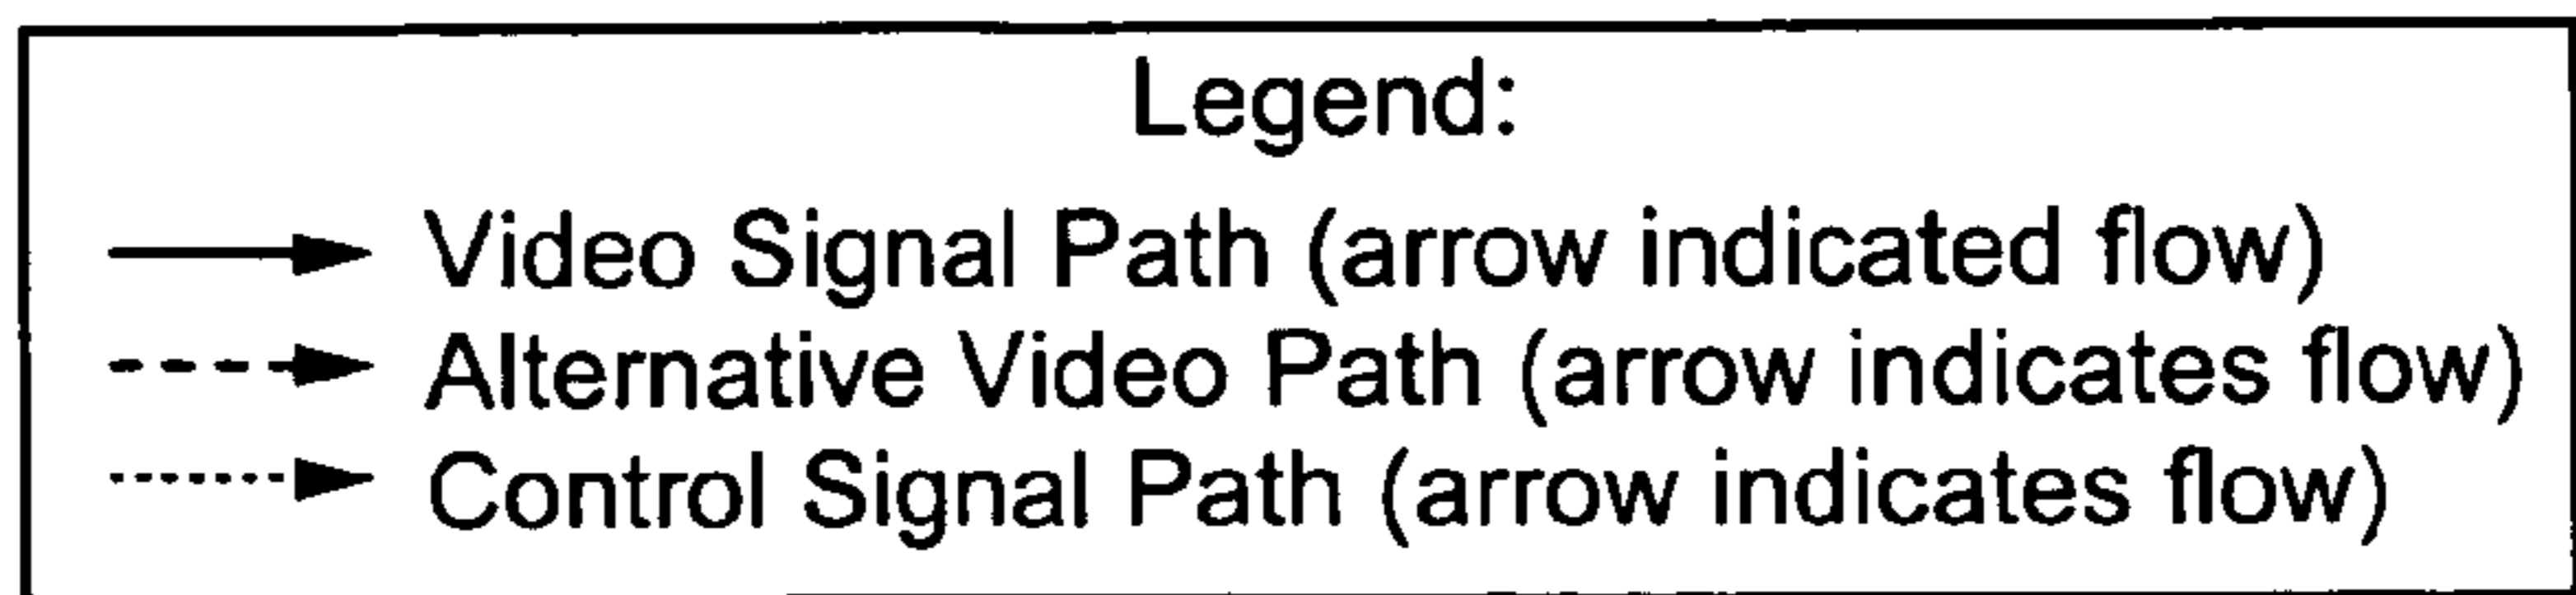 Legend:
Video Signal Path (arrow indicated flow)
Alternative Video Path (arrow indicates flow)
Control Signal Path (arrow indicates flow)